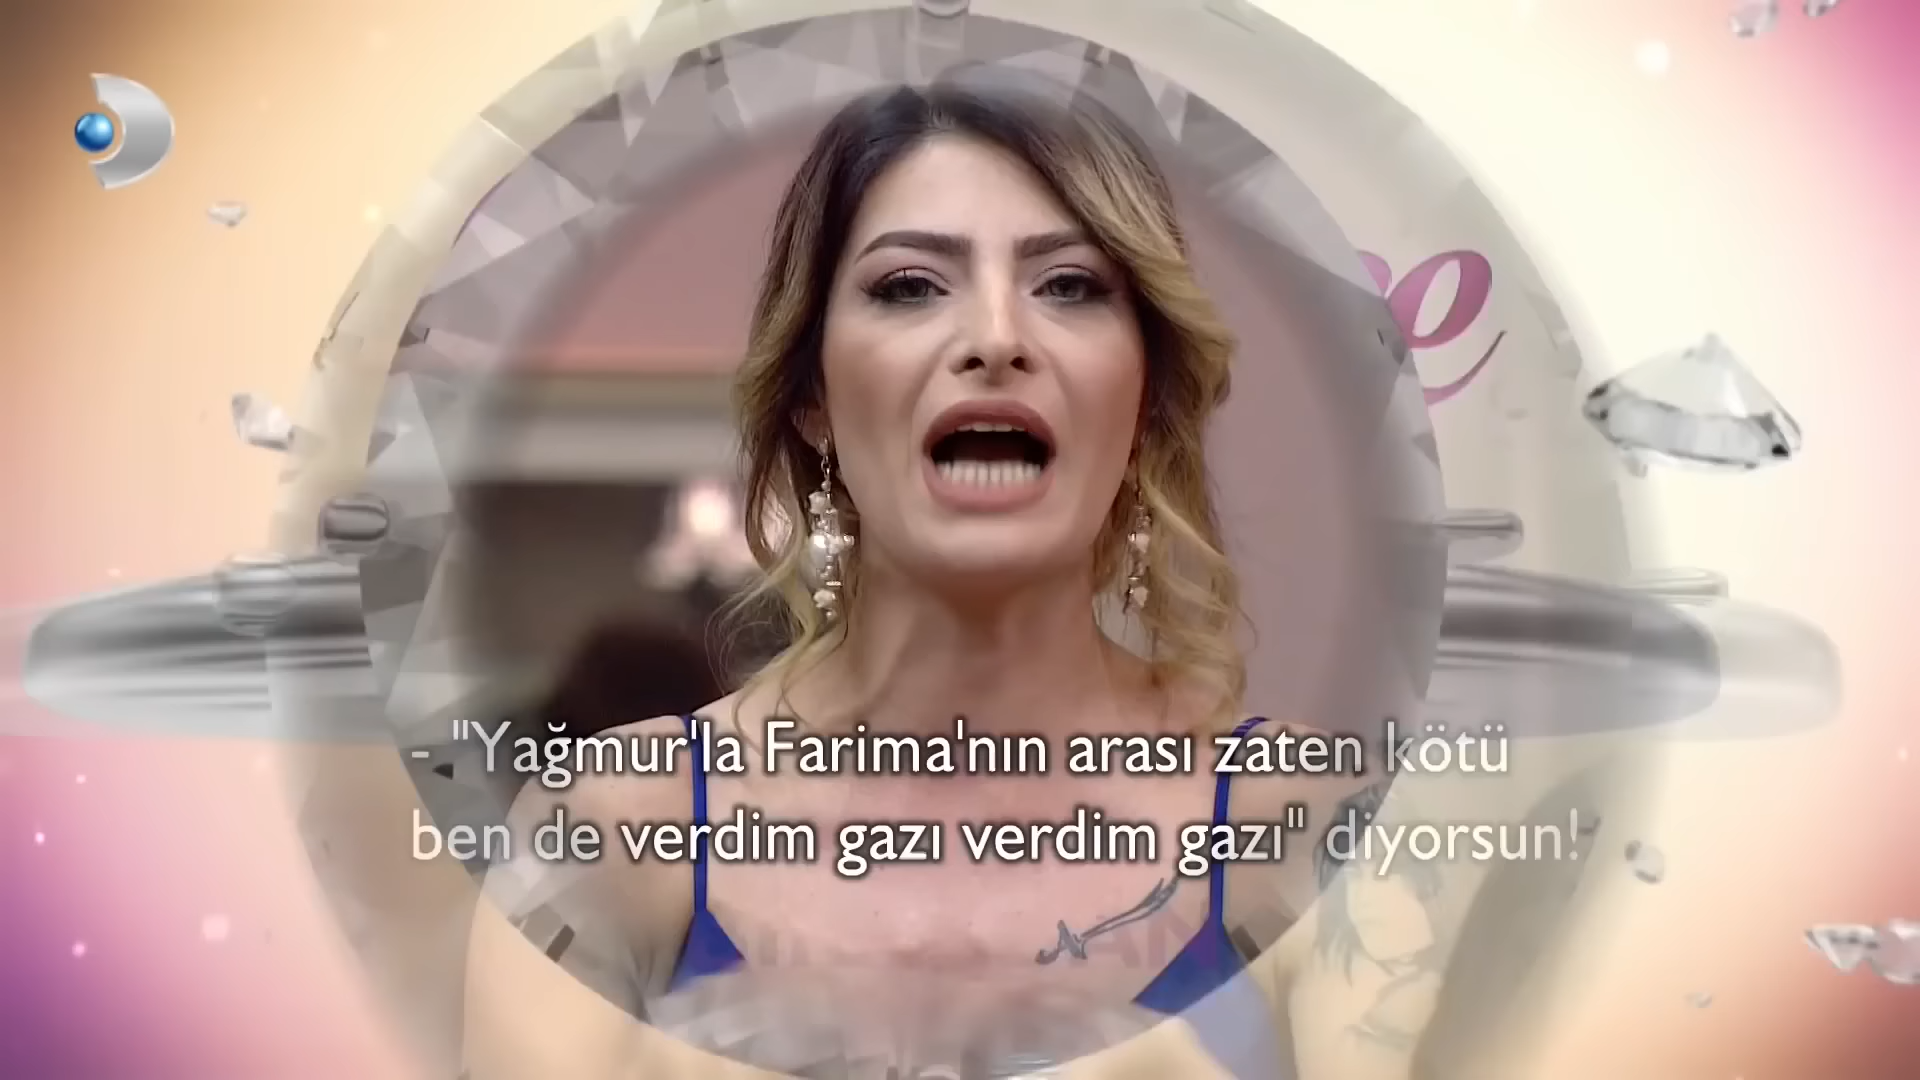 - "Yağmur'la Farima'nın arası zaten kötü
ben de verdim gazı verdim gazı" diyorsun!